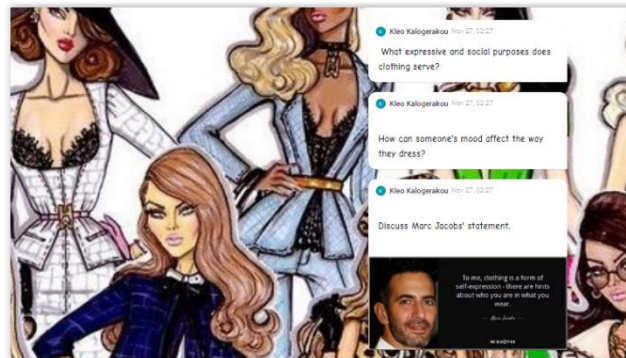 Kleo Kalogerakou Nov 27, 02:27
What expressive and social purposes does
clothing serve?
Kleo Kalogerakou Nov 27, 02:27
How can someone's mood affect the way
they dress?
Kleo Kalogerakou Nov 27, 02:27
Discuss Marc Jacobs' statement.
To me, clothing is a form of
self-expression - there are hints
about who you are in what you
wear.
— Marc Jacobs —